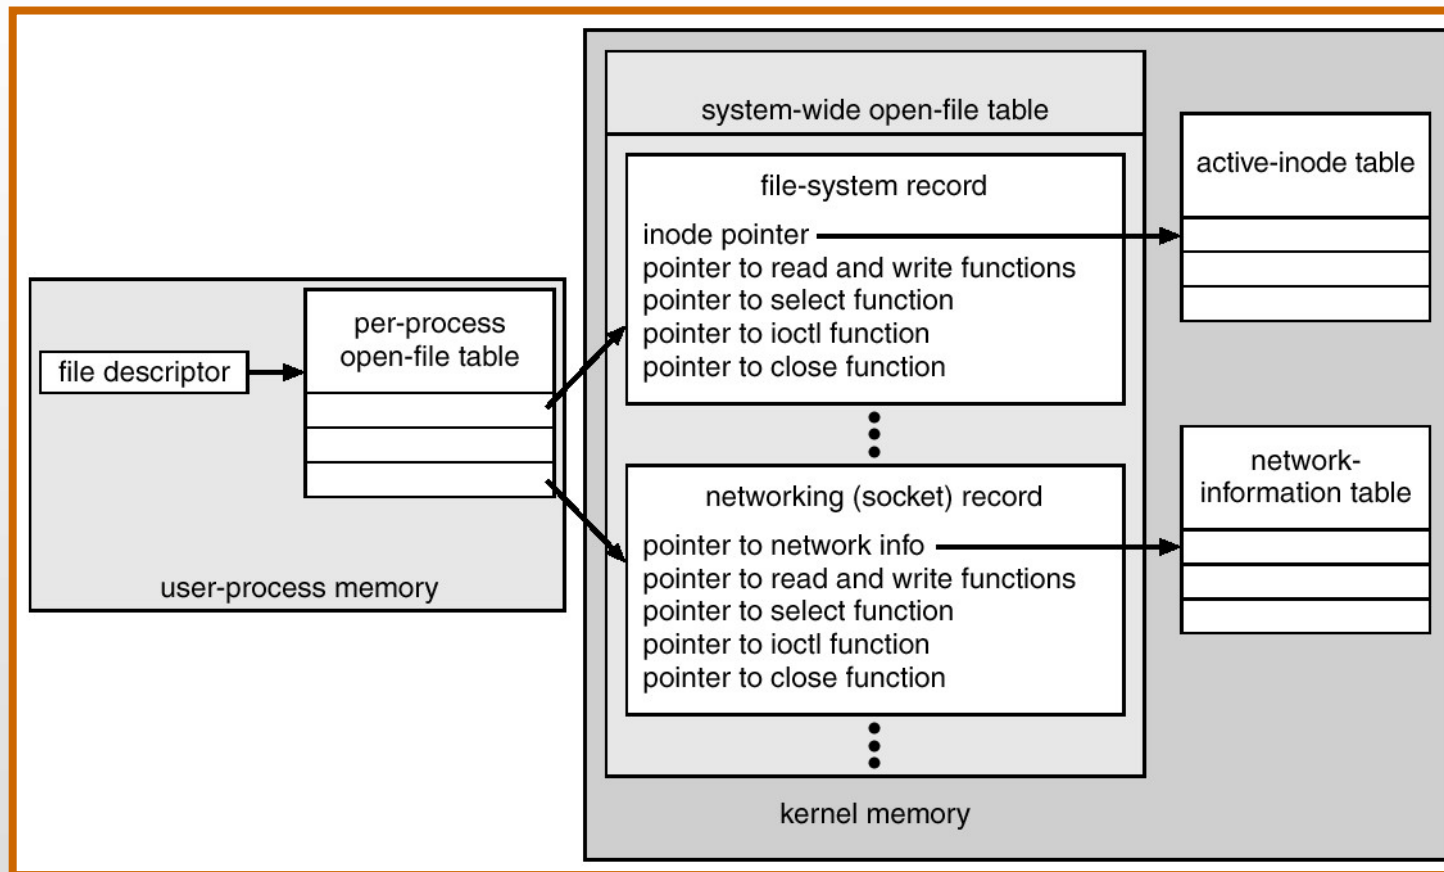 file descriptor
per-process
open-file table
user-process memory
system-wide open-file table
file-system record
inode pointer
pointer to read and write functions
pointer to select function
pointer to ioctl function
pointer to close function
networking (socket) record
pointer to network info
pointer to read and write functions
pointer to select function
pointer to ioctl function
pointer to close function
active-inode table
network-
information table
kernel memory